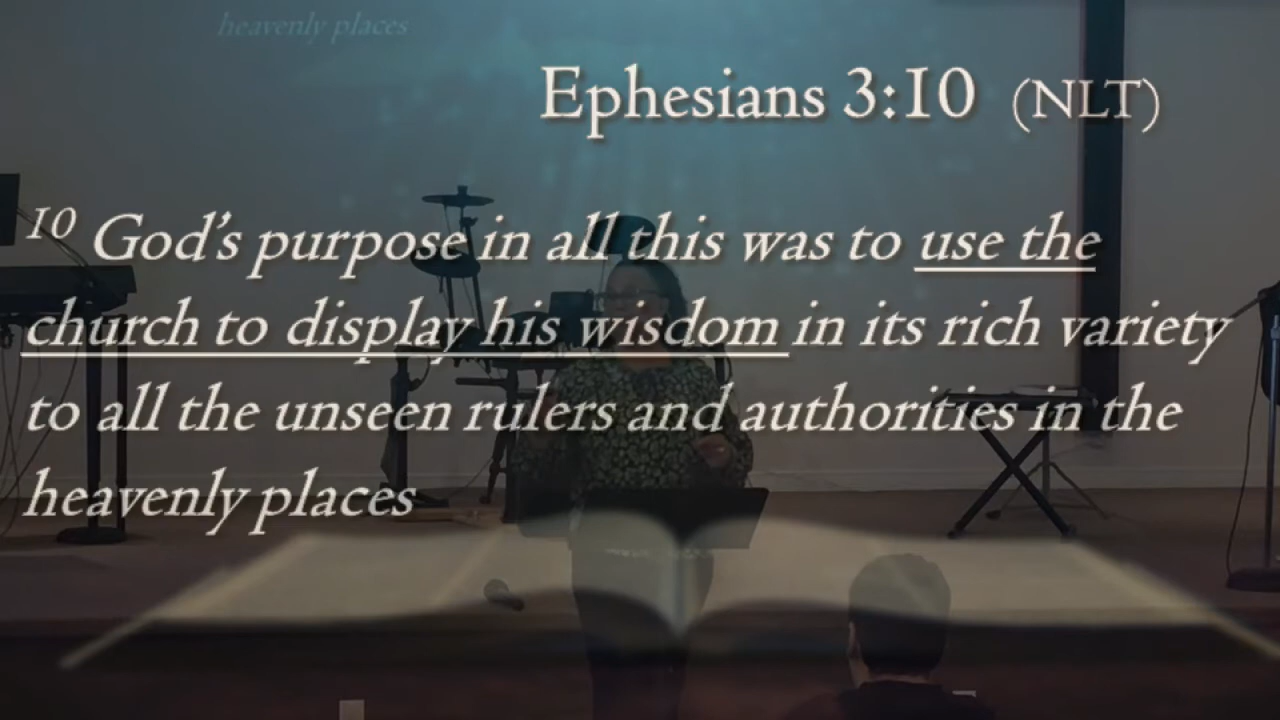 heavenly places
Ephesians 3:10 (NLT)
10 God's purpose in all this was to use the
church to display his wisdom in its rich variety
to all the unseen rulers and authorities in the
heavenly places